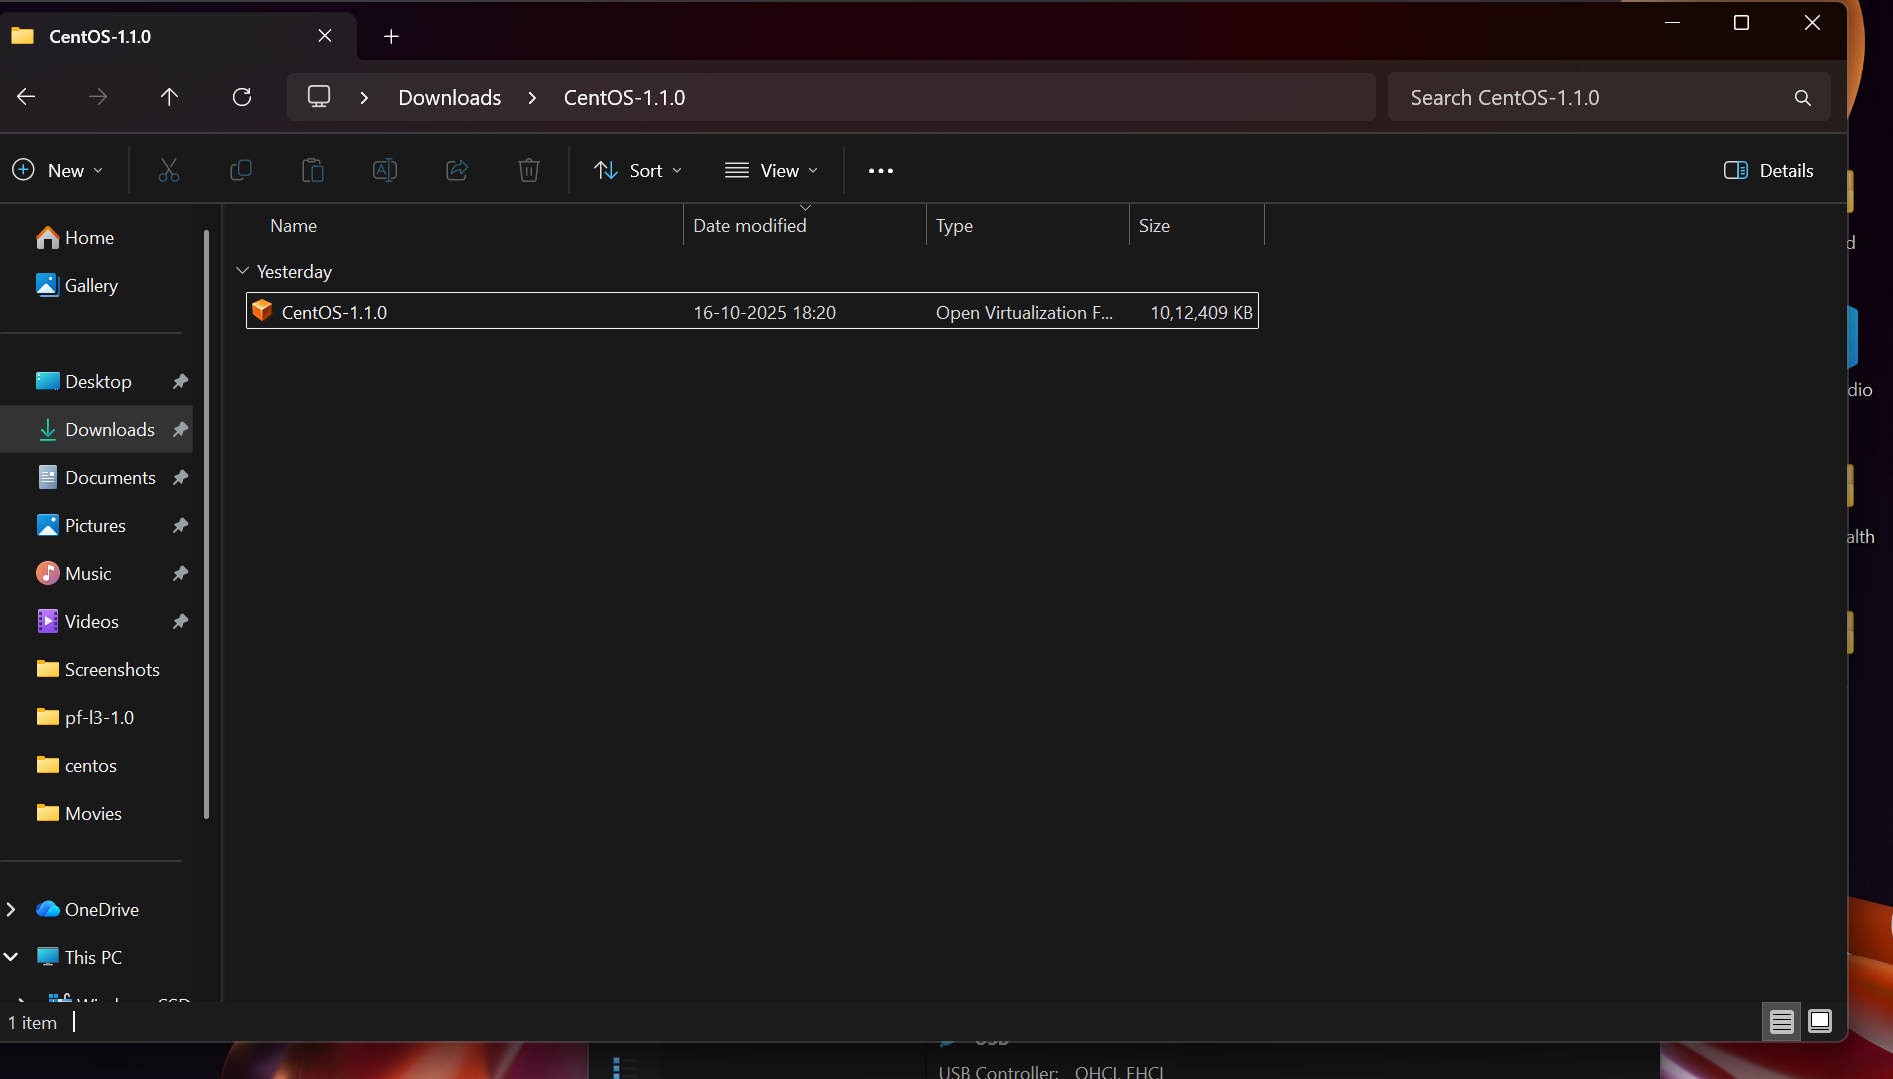 CentOS-1.1.0
Downloads
CentOS-1.1.0
Search CentOS-1.1.0
New
Sort
View
Details
Name
Date modified
Type
Size
Home
Gallery
Yesterday
CentOS-1.1.0
16-10-2025 18:20
Open Virtualization F...
10,12,409 KB
Desktop
Downloads
Documents
Pictures
Music
Videos
Screenshots
pf-l3-1.0
centos
Movies
OneDrive
This PC
1 item
d
dio
alth
USB
USB Controller: OHCI, EHCI